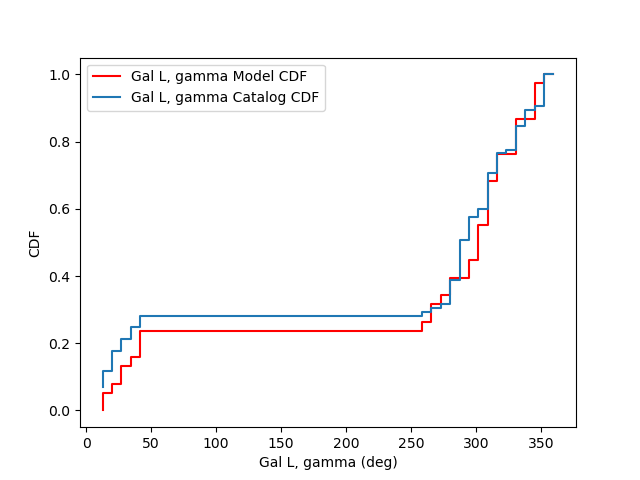 Gal L, gamma Model CDF
Gal L, gamma Catalog CDF
1.0
0.8
0.6
0.4
0.2
0.0
CDF
0 50 100 150 200 250 300 350
Gal L, gamma (deg)